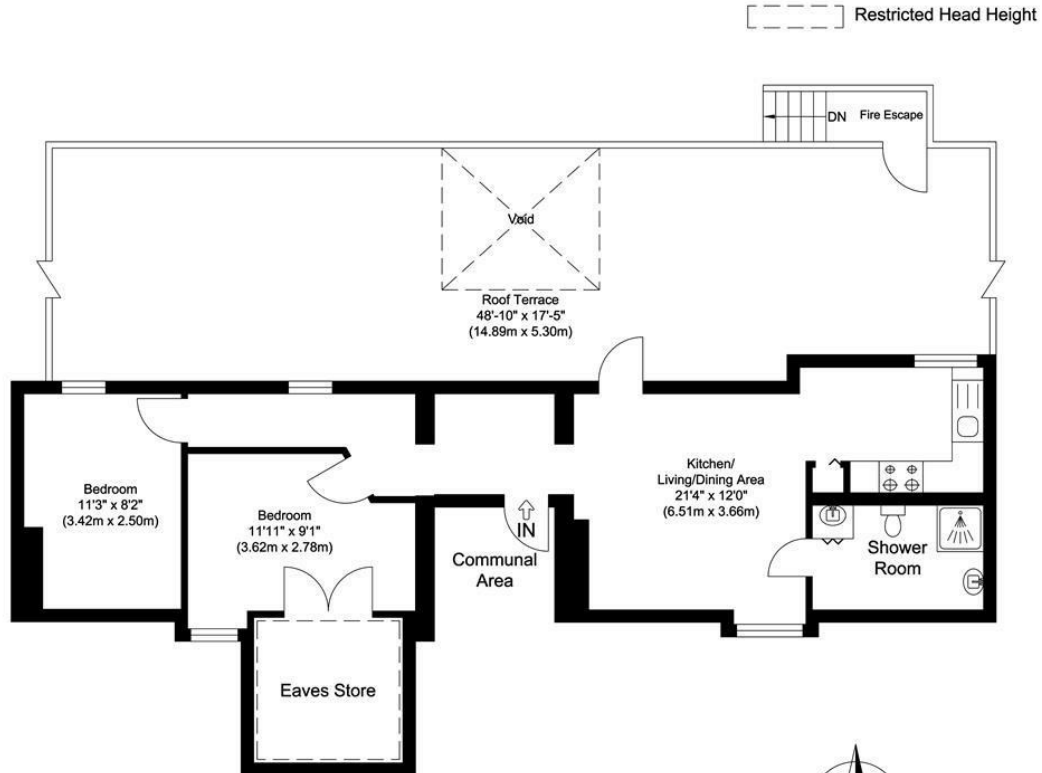 Restricted Head Height
DN Fire Escape
Void
Roof Terrace
48'-10" x 17'-5"
(14.89m x 5.30m)
Bedroom
11'3" x 8'2"
(3.42m x 2.50m)
Bedroom
11'11" x 9'1"
(3.62m x 2.78m)
IN
Communal
Area
Kitchen/
Living/Dining Area
21'4" x 12'0"
(6.51m x 3.66m)
Shower
Room
Eaves Store